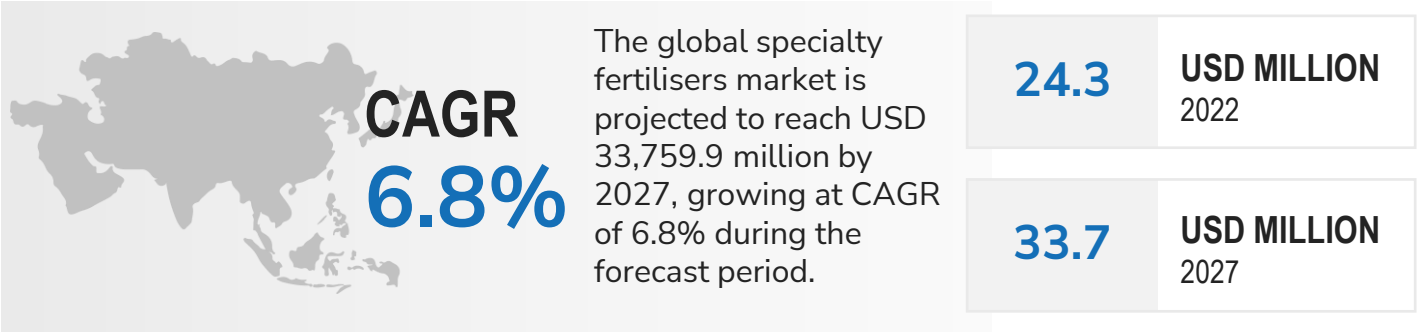 CAGR
6.8%
The global specialty
fertilisers market is
projected to reach USD
33,759.9 million by
2027, growing at CAGR
of 6.8% during the
forecast period.
24.3
USD MILLION
2022
33.7
USD MILLION
2027